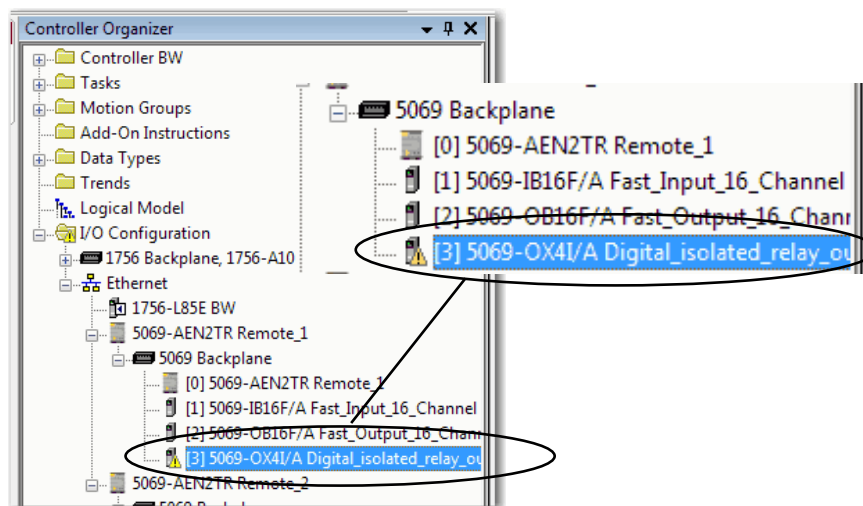 Controller Organizer
Controller BW
Tasks
Motion Groups
Add-On Instructions
Data Types
Trends
Logical Model
I/O Configuration
1756 Backplane, 1756-A10
Ethernet
1756-L85E BW
5069-AEN2TR Remote_1
5069 Backplane
[0] 5069-AEN2TR Remote_1
[1] 5069-IB16F/A Fast_Input_16_Channel
[2] 5069-OB16F/A Fast_Output_16_Chann
[3] 5069-OX4I/A Digital_isolated_relay_ou
5069-AEN2TR Remote_2
5069 Backplane
5069 Backplane
[0] 5069-AEN2TR Remote_1
[1] 5069-IB16F/A Fast_Input_16_Channel
[2] 5069-OB16F/A Fast_Output_16_Chann
[3] 5069-OX4I/A Digital_isolated_relay_ou